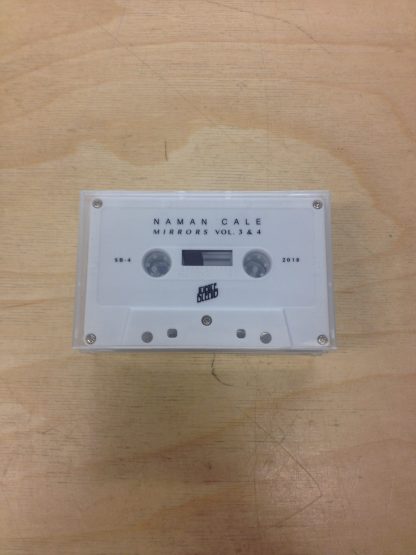 NAMAN CALE
MIRRORS VOL. 3 & 4
SB-4
2018